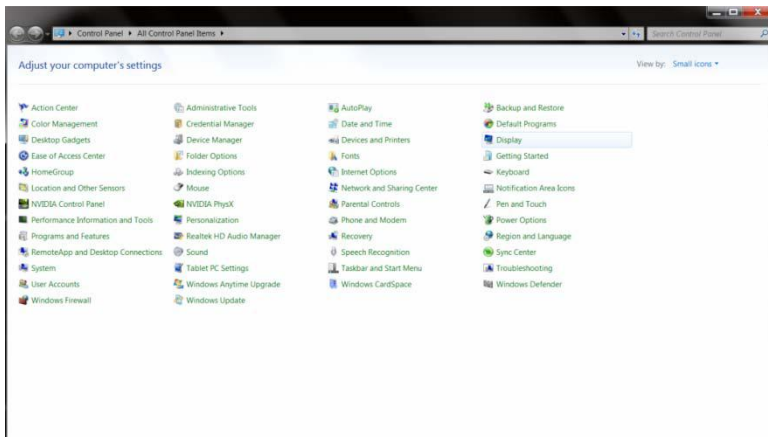 Control Panel ▸ All Control Panel Items ▸
Search Control Panel
Adjust your computer's settings
View by: Small icons
Action Center Administrative Tools AutoPlay Backup and Restore
Color Management Credential Manager Date and Time Default Programs
Desktop Gadgets Device Manager Devices and Printers Display
Ease of Access Center Folder Options Fonts Getting Started
HomeGroup Indexing Options Internet Options Keyboard
Location and Other Sensors Mouse Network and Sharing Center Notification Area Icons
NVIDIA Control Panel NVIDIA PhysX Parental Controls Pen and Touch
Performance Information and Tools Personalization Phone and Modem Power Options
Programs and Features Realtek HD Audio Manager Recovery Region and Language
RemoteApp and Desktop Connections Sound Speech Recognition Sync Center
System Tablet PC Settings Taskbar and Start Menu Troubleshooting
User Accounts Windows Anytime Upgrade Windows CardSpace Windows Defender
Windows Firewall Windows Update